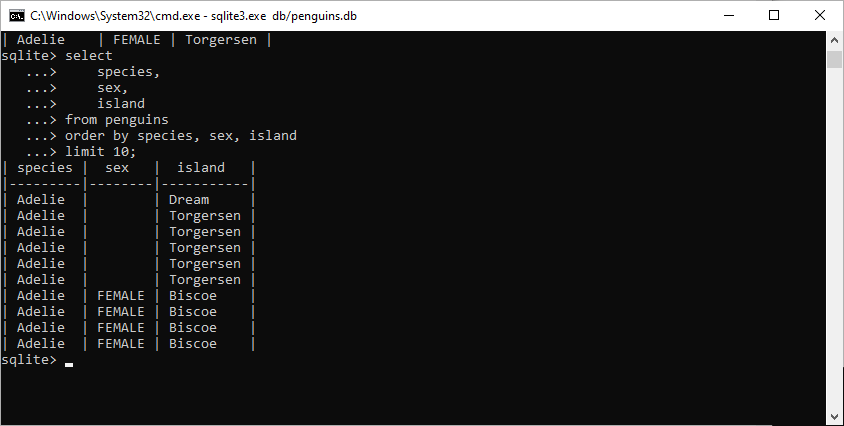 C:\Windows\System32\cmd.exe - sqlite3.exe  db/penguins.db
| Adelie    | FEMALE | Torgersen |
sqlite> select
   ...>     species,
   ...>     sex,
   ...>     island
   ...> from penguins
   ...> order by species, sex, island
   ...> limit 10;
| species |  sex   |  island   |
|---------|--------|-----------|
| Adelie  |        | Dream     |
| Adelie  |        | Torgersen |
| Adelie  |        | Torgersen |
| Adelie  |        | Torgersen |
| Adelie  |        | Torgersen |
| Adelie  |        | Torgersen |
| Adelie  | FEMALE | Biscoe    |
| Adelie  | FEMALE | Biscoe    |
| Adelie  | FEMALE | Biscoe    |
| Adelie  | FEMALE | Biscoe    |
sqlite>